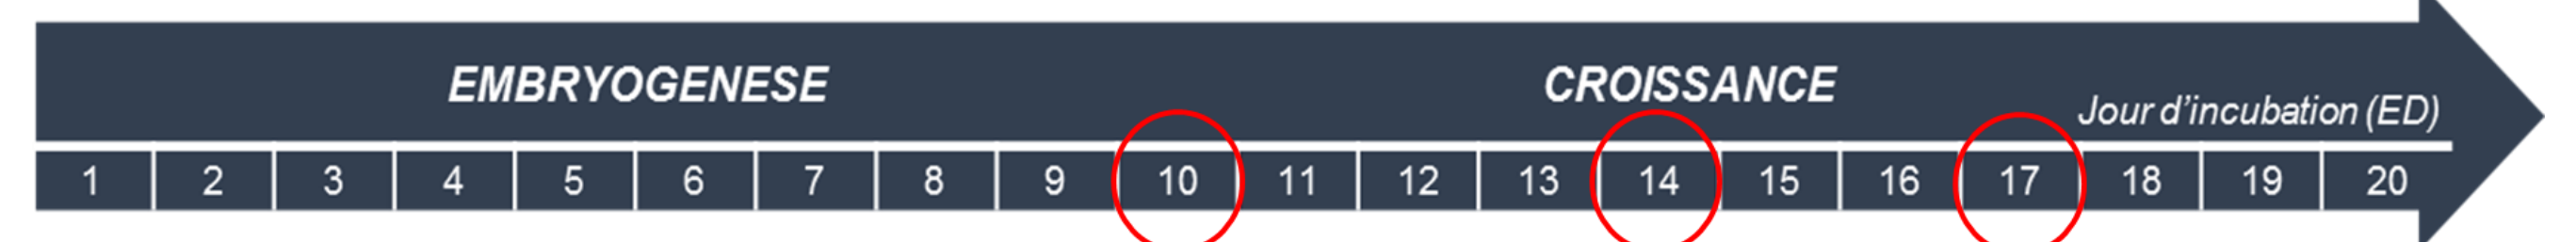 EMBRYOGENESE CROISSANCE
Jour d'incubation (ED)
1 2 3 4 5 6 7 8 9 10 11 12 13 14 15 16 17 18 19 20